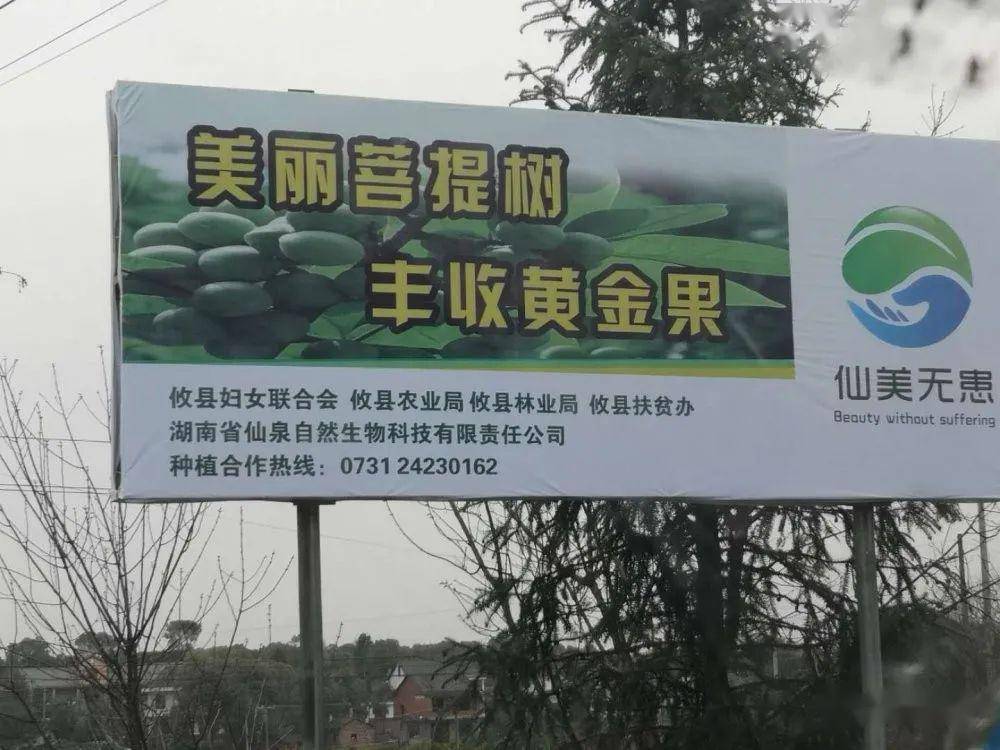 美丽菩提树
丰收黄金果
仙美无患
Beauty without suffering
攸县妇女联合会 攸县农业局 攸县林业局 攸县扶贫办
湖南省仙泉自然生物科技有限责任公司
种植合作热线：0731 24230162